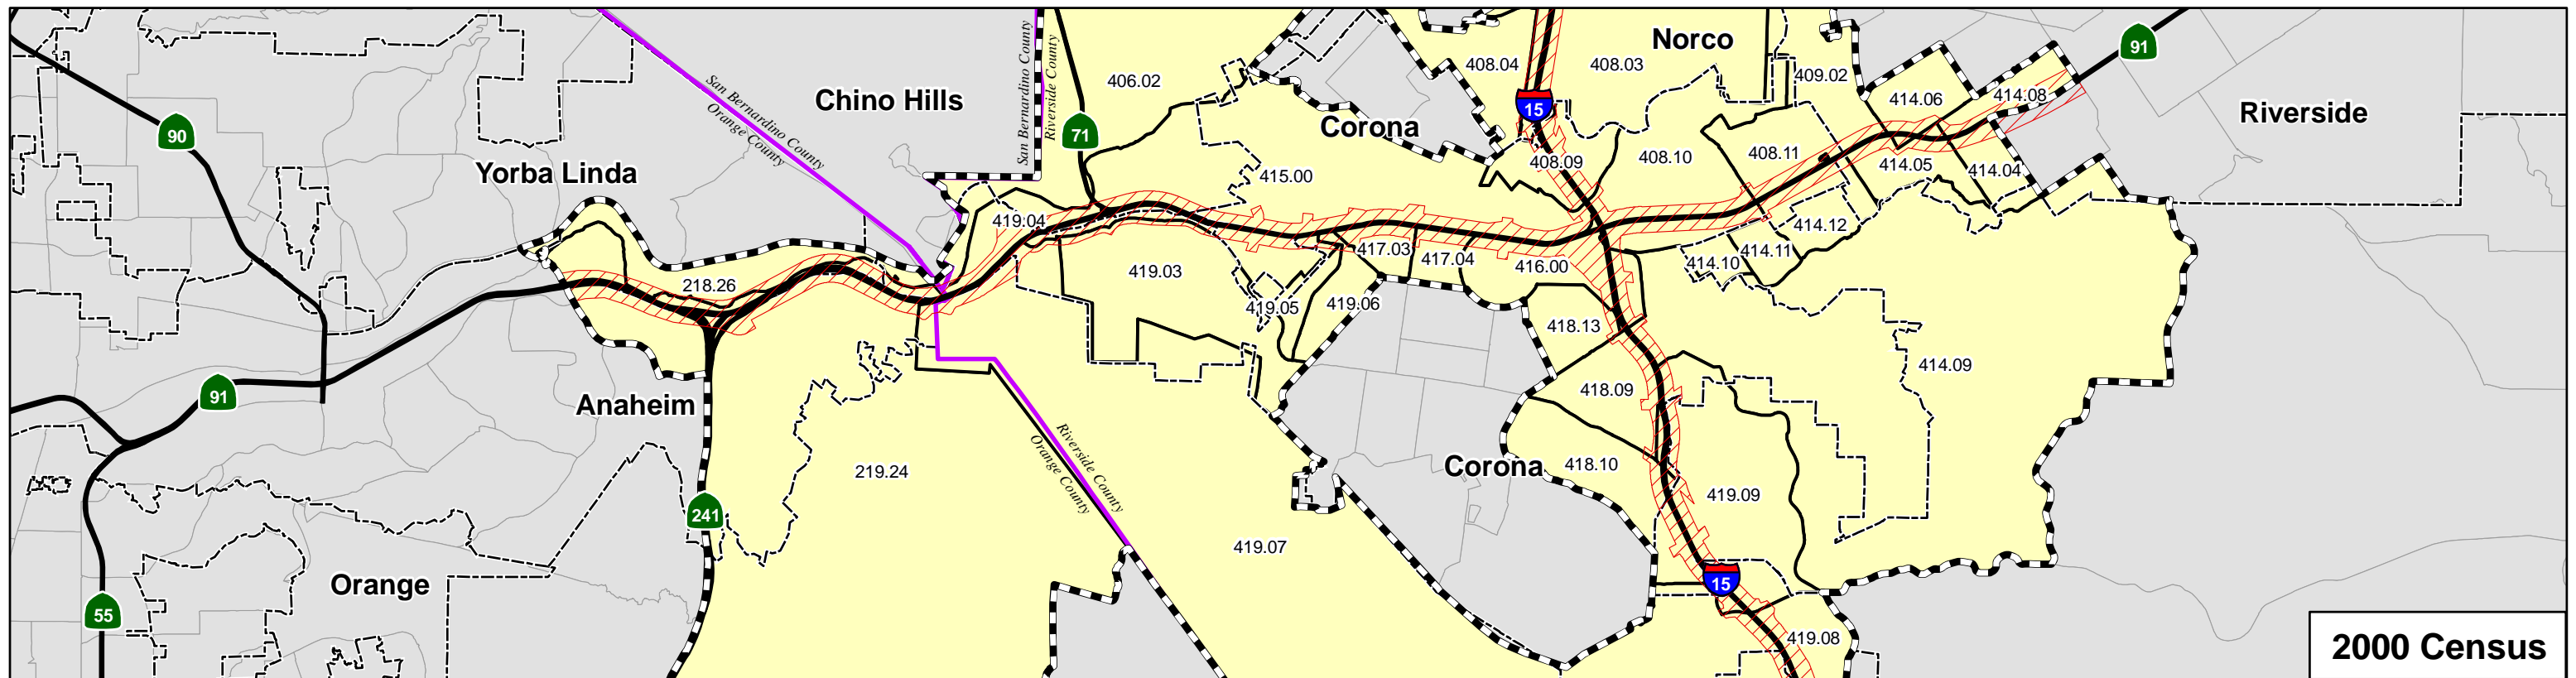 91
Norco
San Bernardino County
Riverside County
408.04
408.03
406.02
409.02
414.06
414.08
Chino Hills
15
Riverside
San Bernardino County
Orange County
90
71
Corona
Yorba Linda
408.09
408.10
408.11
414.05
414.04
415.00
419.04
414.12
417.03
417.04
416.00
414.10
414.11
419.03
218.26
419.05
419.06
418.13
414.09
91
Anaheim
418.09
Riverside County
Orange County
219.24
Corona
418.10
419.09
241
419.07
Orange
15
55
419.08
2000 Census